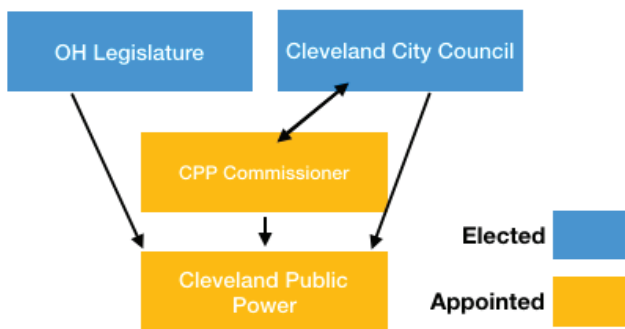 OH Legislature
Cleveland City Council
CPP Commissioner
Cleveland Public
Power
Elected
Appointed